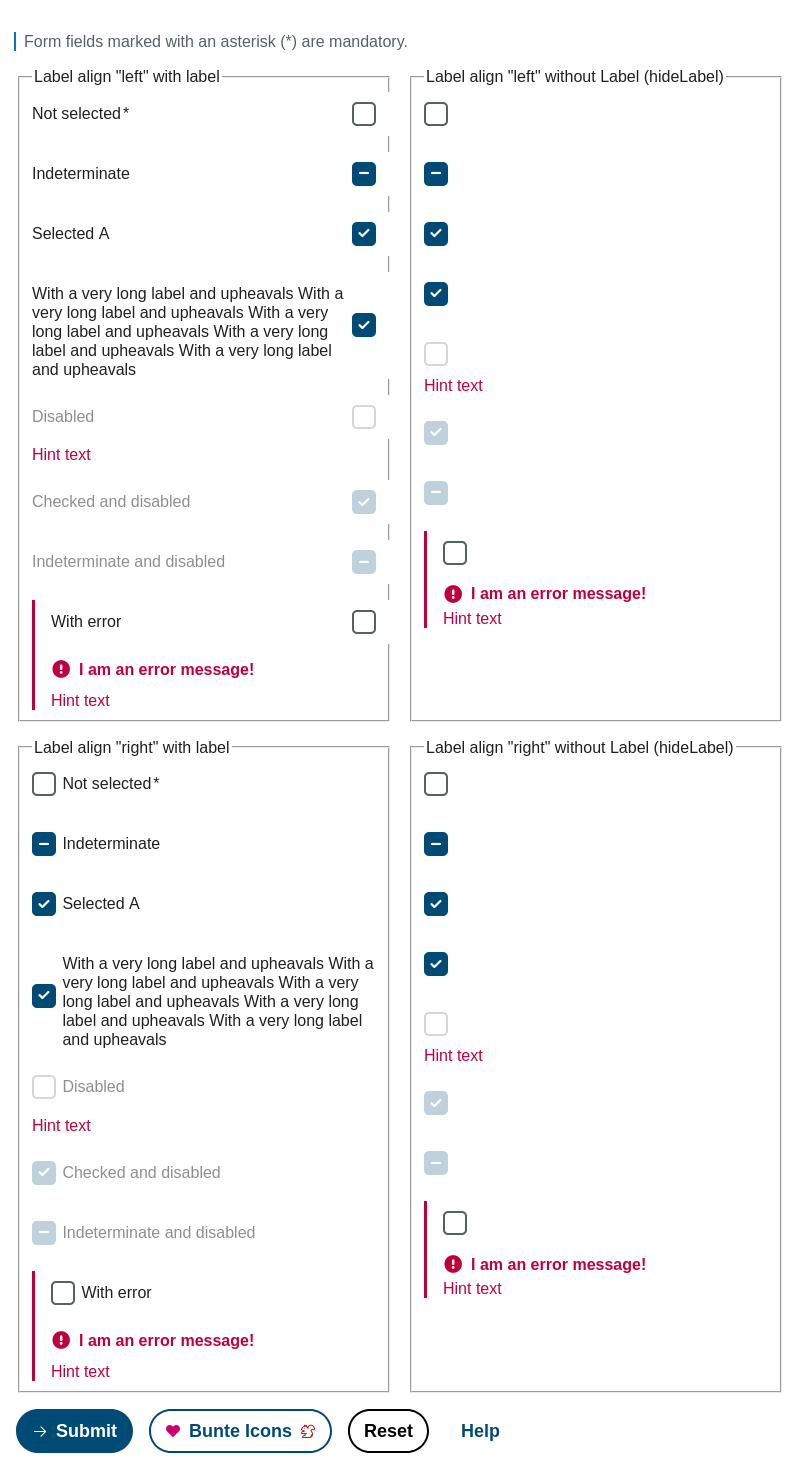 Form fields marked with an asterisk (*) are mandatory.
Label align "left" with label
Not selected*
Indeterminate
Selected A
With a very long label and upheavals With a
very long label and upheavals With a very
long label and upheavals With a very long
label and upheavals With a very long label
and upheavals
Disabled
Hint text
Checked and disabled
Indeterminate and disabled
With error
I am an error message!
Hint text
Label align "left" without Label (hideLabel)
Hint text
I am an error message!
Hint text
Label align "right" with label
Not selected*
Indeterminate
Selected A
With a very long label and upheavals With a
very long label and upheavals With a very
long label and upheavals With a very long
label and upheavals With a very long label
and upheavals
Disabled
Hint text
Checked and disabled
Indeterminate and disabled
With error
I am an error message!
Hint text
Label align "right" without Label (hideLabel)
Hint text
I am an error message!
Hint text
Submit
Bunte Icons
Reset
Help